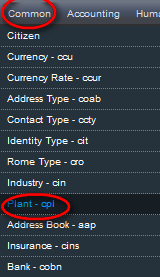 Common Accounting Huma
Citizen
Currency - ccu
Currency Rate - ccur
Address Type - coab
Contact Type - ccty
Identity Type - cit
Rome Type - cro
Industry - cin
Plant - cpl
Address Book - aap
Insurance - cins
Bank - cobn